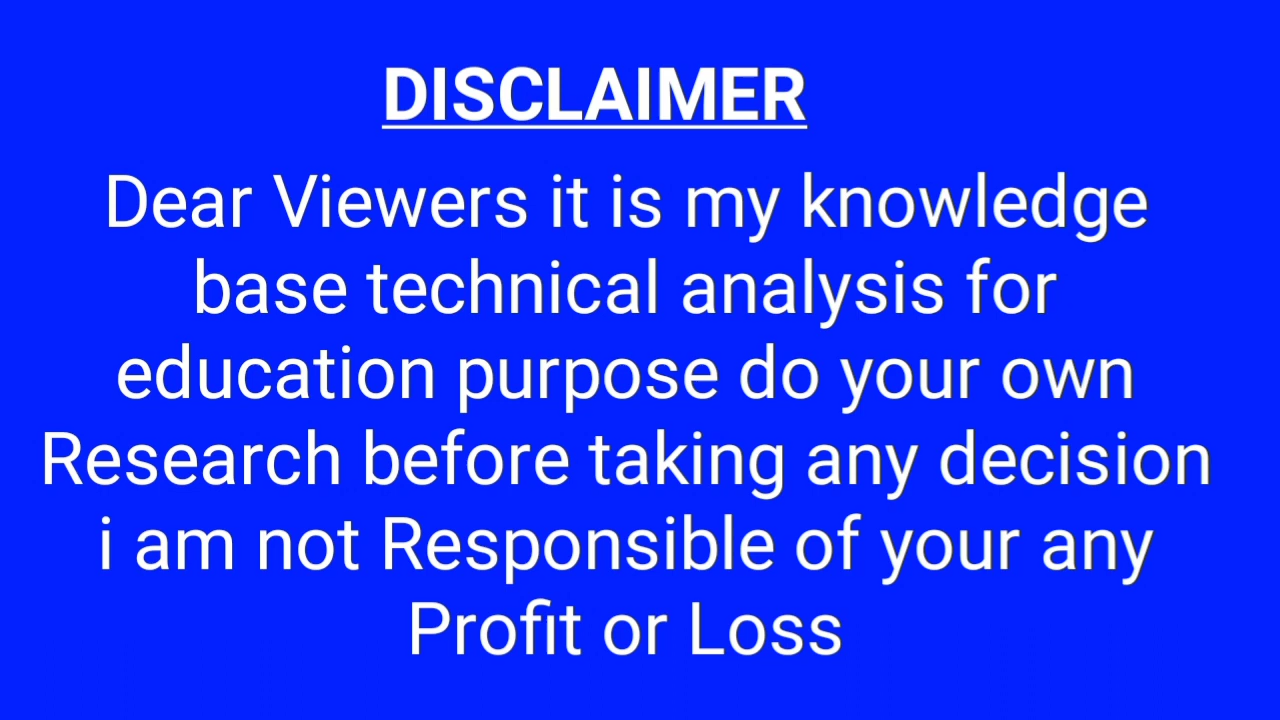 DISCLAIMER
Dear Viewers it is my knowledge
base technical analysis for
education purpose do your own
Research before taking any decision
i am not Responsible of your any
Profit or Loss